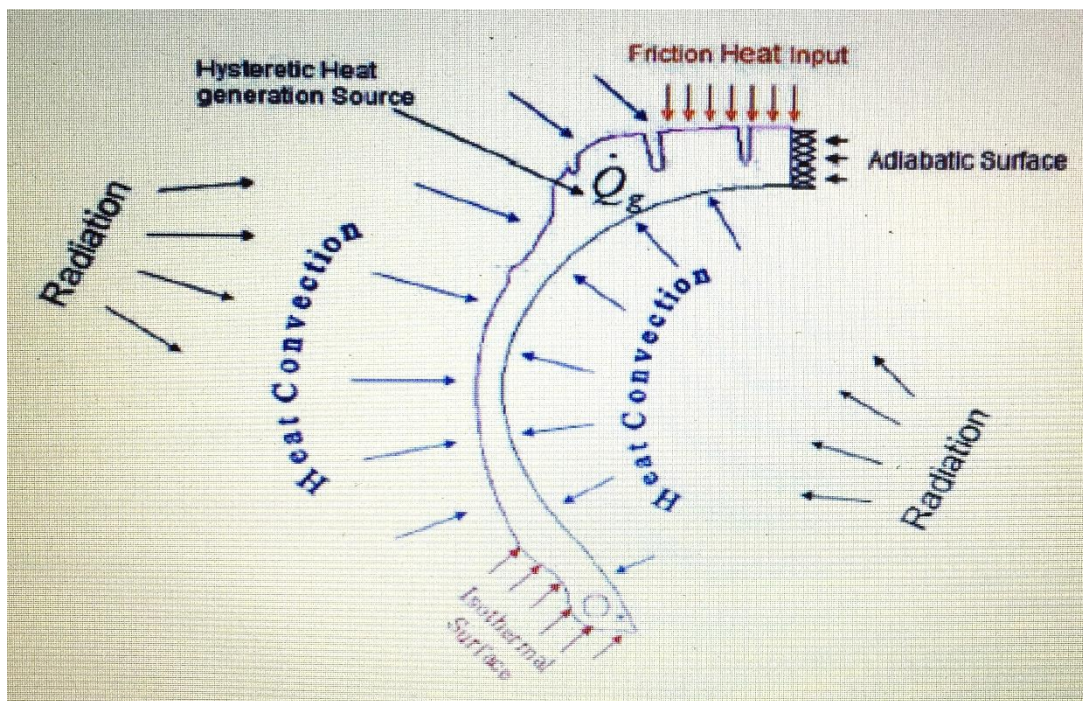 Friction Heat Input
Hysteretic Heat
generation Source
Adiabatic Surface
Q̇g
Radiation
Heat Convection
Heat Convection
Radiation
Isothermal
Surface